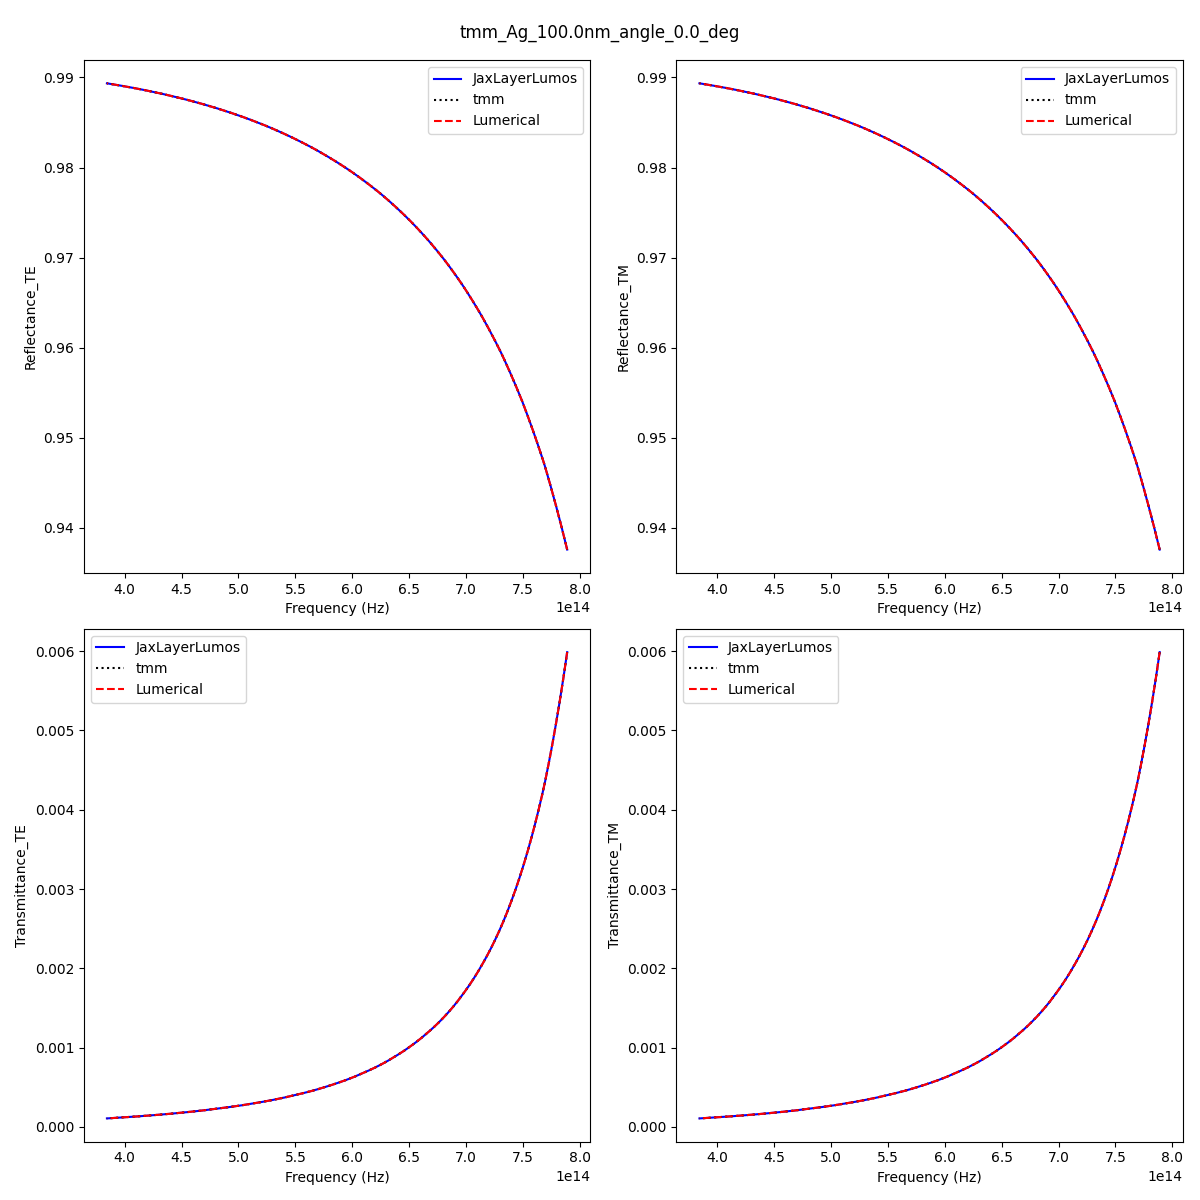 tmm_Ag_100.0nm_angle_0.0_deg
0.99
0.98
0.97
0.96
0.95
0.94
Reflectance_TE
JaxLayerLumos
tmm
Lumerical
4.0 4.5 5.0 5.5 6.0 6.5 7.0 7.5 8.0
Frequency (Hz)
1e14
0.99
0.98
0.97
0.96
0.95
0.94
Reflectance_TM
JaxLayerLumos
tmm
Lumerical
4.0 4.5 5.0 5.5 6.0 6.5 7.0 7.5 8.0
Frequency (Hz)
1e14
0.006
0.005
0.004
0.003
0.002
0.001
0.000
Transmittance_TE
JaxLayerLumos
tmm
Lumerical
4.0 4.5 5.0 5.5 6.0 6.5 7.0 7.5 8.0
Frequency (Hz)
1e14
0.006
0.005
0.004
0.003
0.002
0.001
0.000
Transmittance_TM
JaxLayerLumos
tmm
Lumerical
4.0 4.5 5.0 5.5 6.0 6.5 7.0 7.5 8.0
Frequency (Hz)
1e14